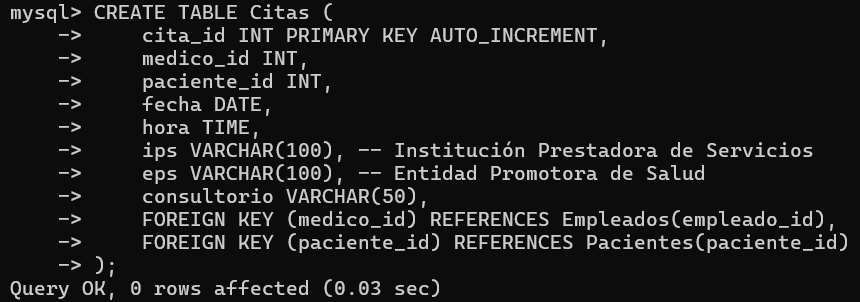 mysql> CREATE TABLE Citas (
    ->     cita_id INT PRIMARY KEY AUTO_INCREMENT,
    ->     medico_id INT,
    ->     paciente_id INT,
    ->     fecha DATE,
    ->     hora TIME,
    ->     ips VARCHAR(100), -- Institución Prestadora de Servicios
    ->     eps VARCHAR(100), -- Entidad Promotora de Salud
    ->     consultorio VARCHAR(50),
    ->     FOREIGN KEY (medico_id) REFERENCES Empleados(empleado_id),
    ->     FOREIGN KEY (paciente_id) REFERENCES Pacientes(paciente_id)
    -> );
Query OK, 0 rows affected (0.03 sec)